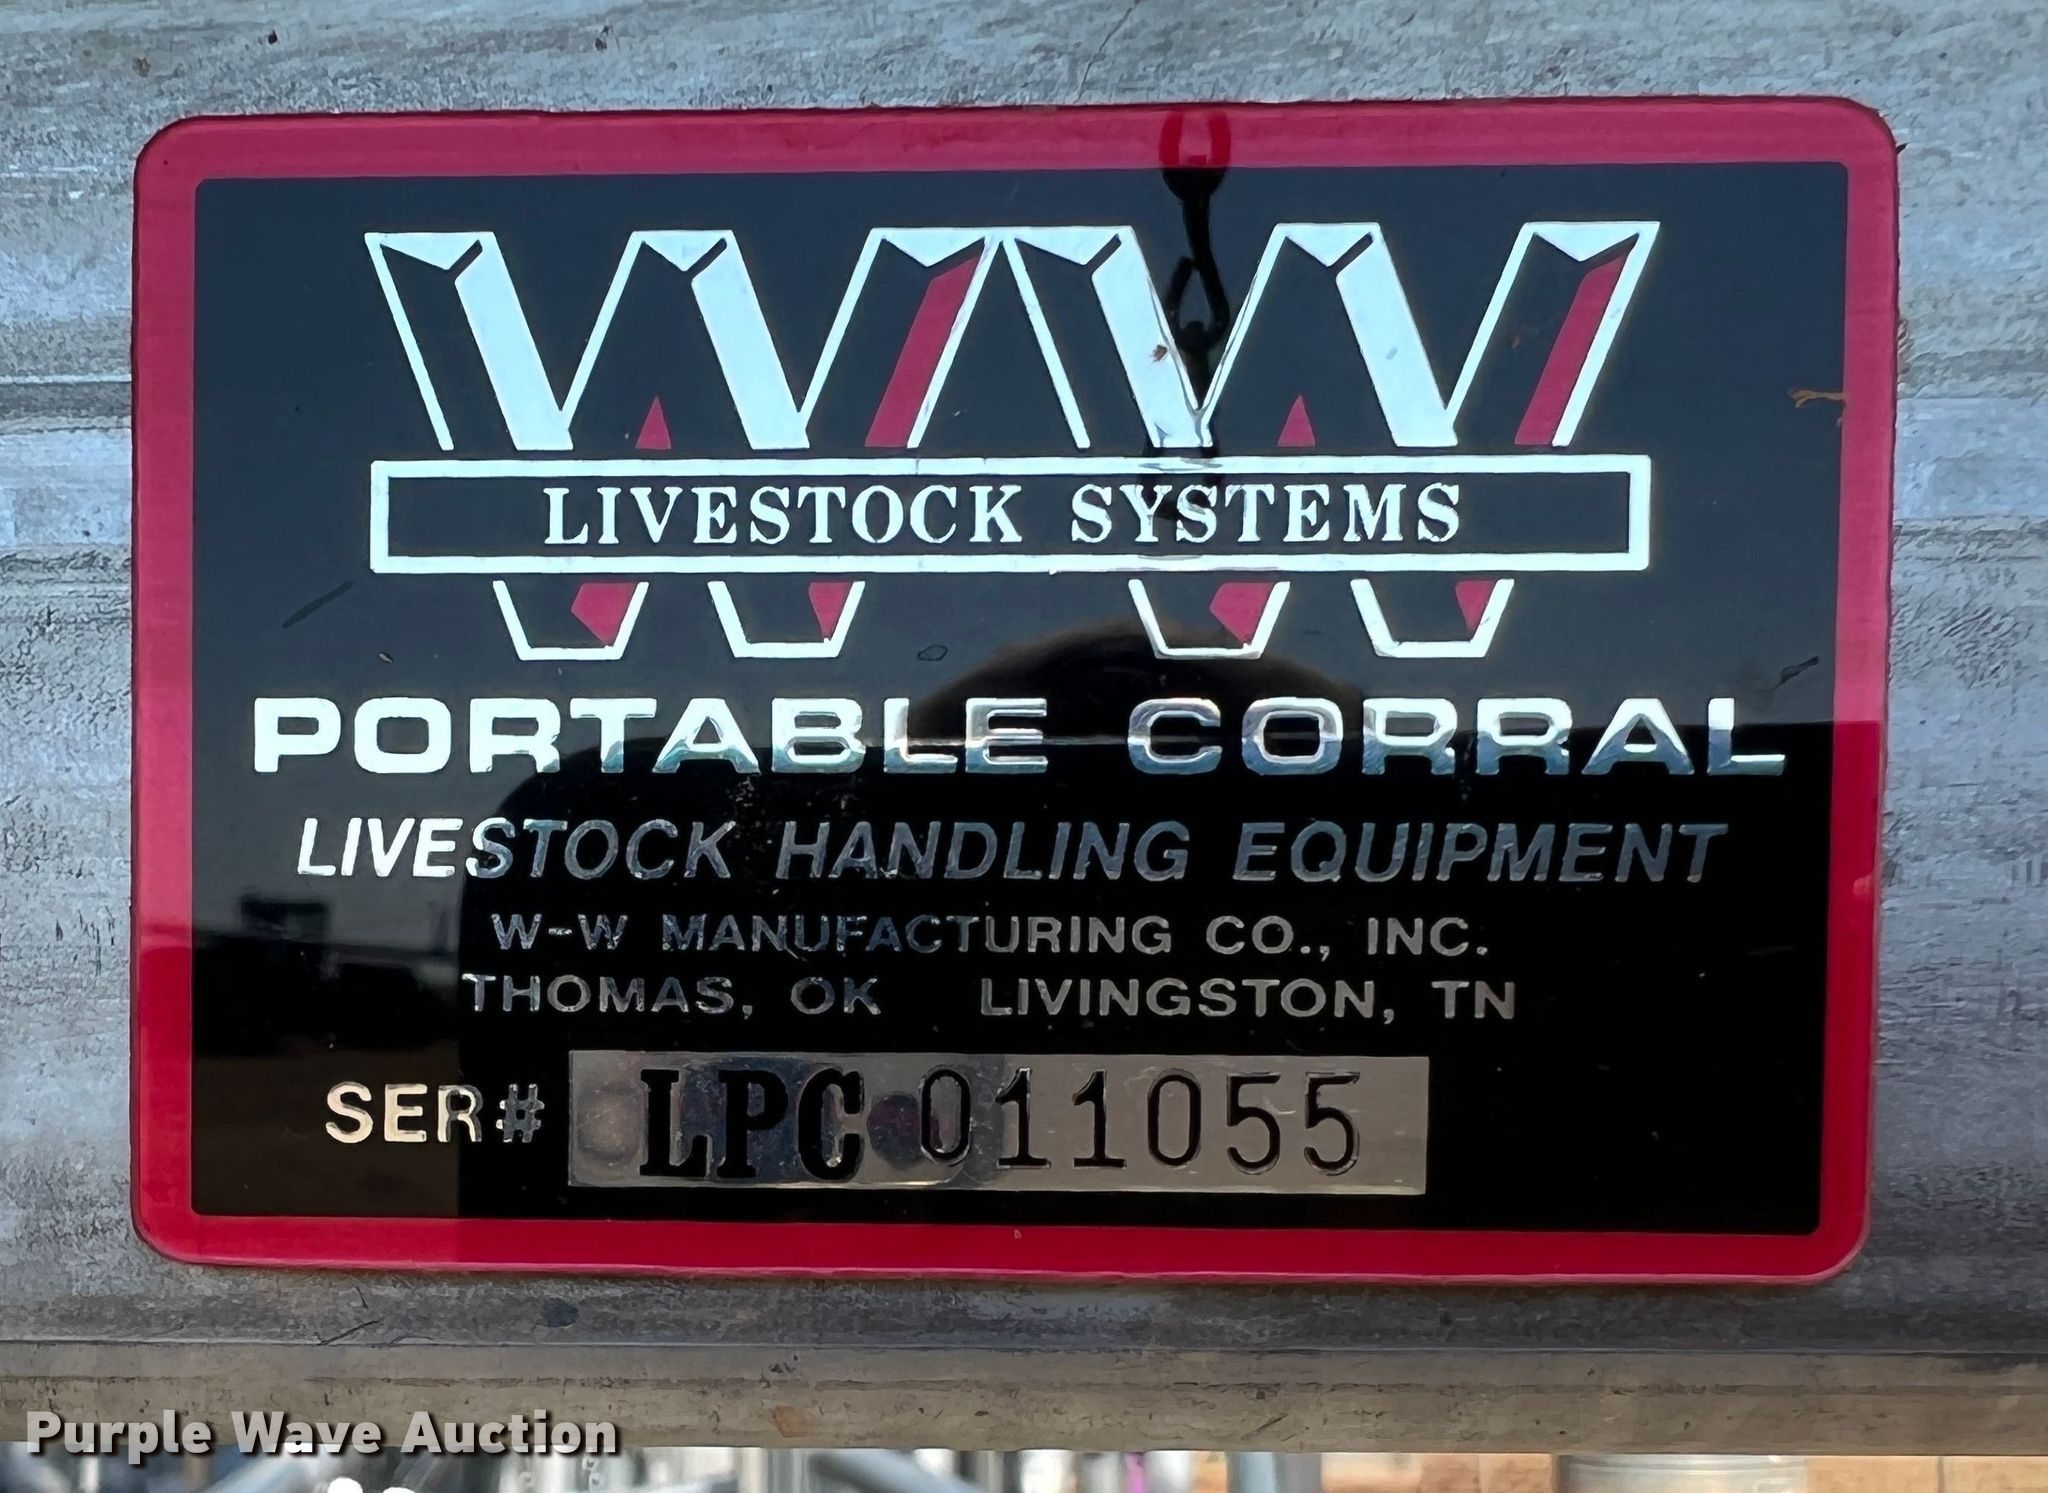 WW
LIVESTOCK SYSTEMS
PORTABLE CORRAL
LIVESTOCK HANDLING EQUIPMENT
W-W MANUFACTURING CO., INC.
THOMAS, OK LIVINGSTON, TN
SER# LPC 011055
Purple Wave Auction